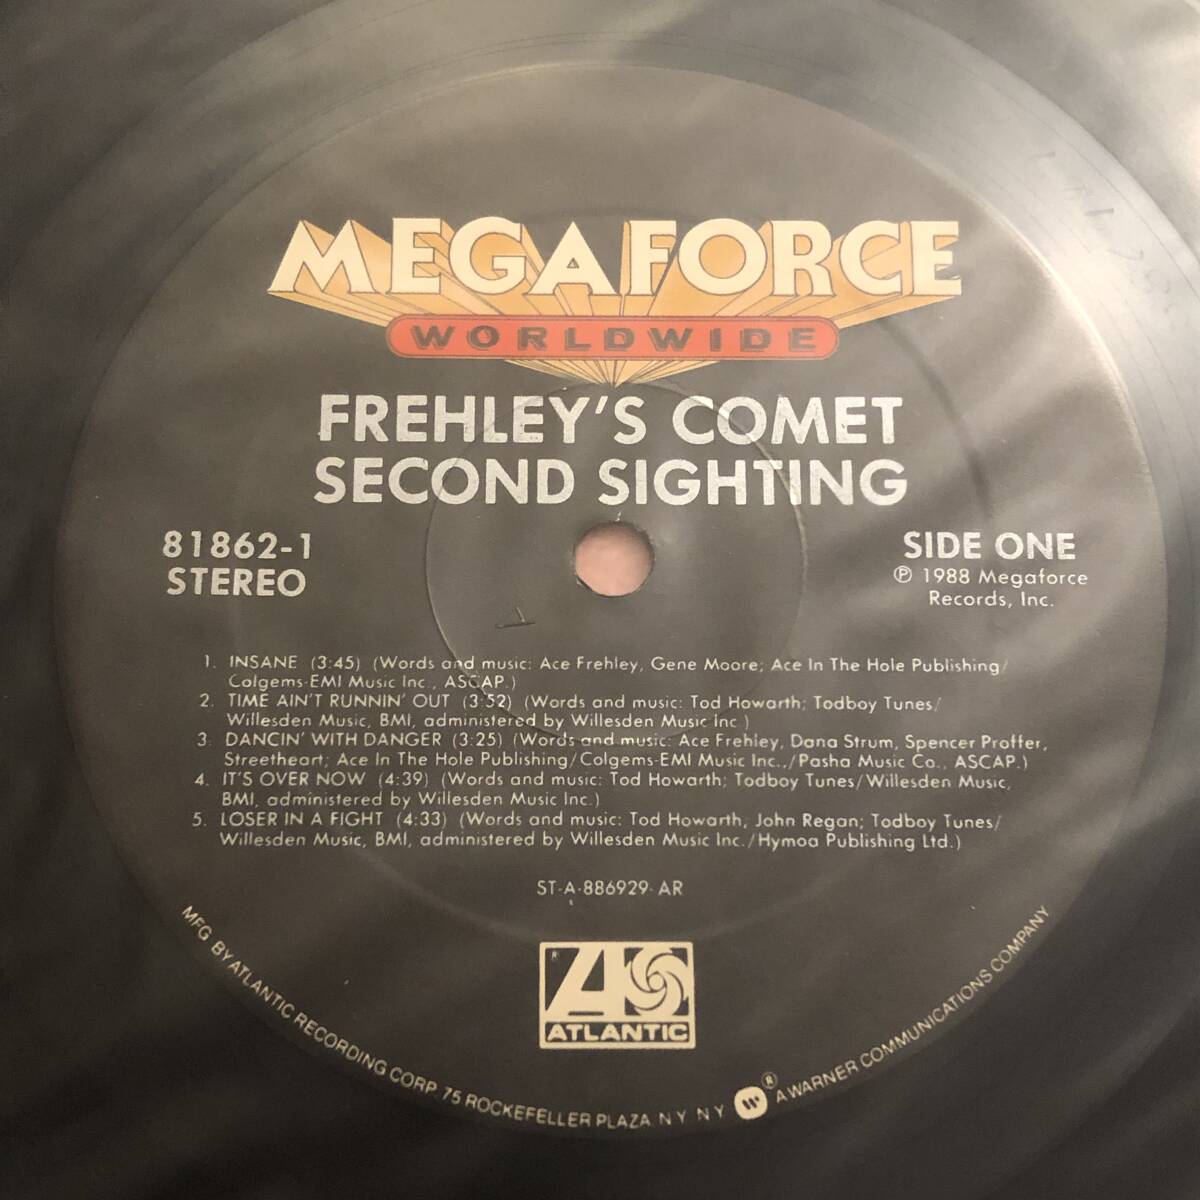 MEGAFORCE
WORLDWIDE
FREHLEY'S COMET
SECOND SIGHTING
81862-1
STEREO
SIDE ONE
℗ 1988 Megaforce
Records, Inc.
1. INSANE (3:45) (Words and music: Ace Frehley, Gene Moore; Ace In The Hole Publishing/
Colgems-EMI Music Inc., ASCAP.)
2. TIME AIN'T RUNNIN' OUT (3:52) (Words and music: Tod Howarth; Todboy Tunes/
Willesden Music, BMI, administered by Willesden Music Inc.)
3. DANCIN' WITH DANGER (3:25) (Words and music: Ace Frehley, Dana Strum, Spencer Proffer,
Streetheart; Ace In The Hole Publishing/Colgems-EMI Music Inc.,/Pasha Music Co., ASCAP.)
4. IT'S OVER NOW (4:39) (Words and music: Tod Howarth; Todboy Tunes/Willesden Music,
BMI, administered by Willesden Music Inc.)
5. LOSER IN A FIGHT (4:33) (Words and music: Tod Howarth, John Regan; Todboy Tunes/
Willesden Music, BMI, administered by Willesden Music Inc./Hymoa Publishing Ltd.)
ST-A-886929-AR
®
ATLANTIC
MFG BY ATLANTIC RECORDING CORP. 75 ROCKEFELLER PLAZA. N Y N Y ® A WARNER COMMUNICATIONS COMPANY